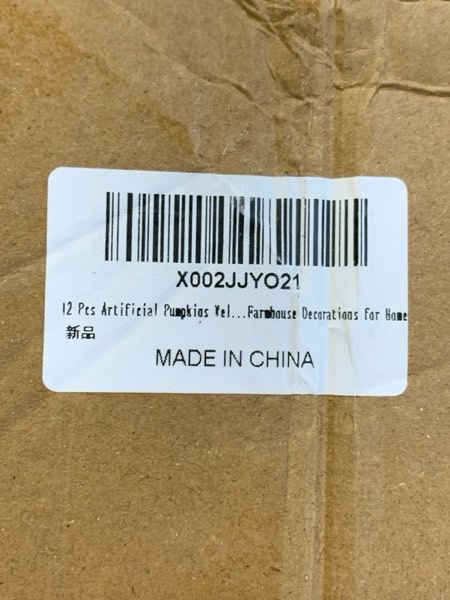 X002JJYO21
12 Pcs Artificial Pumpkins Vel...Farmhouse Decorations for Home
新品
MADE IN CHINA